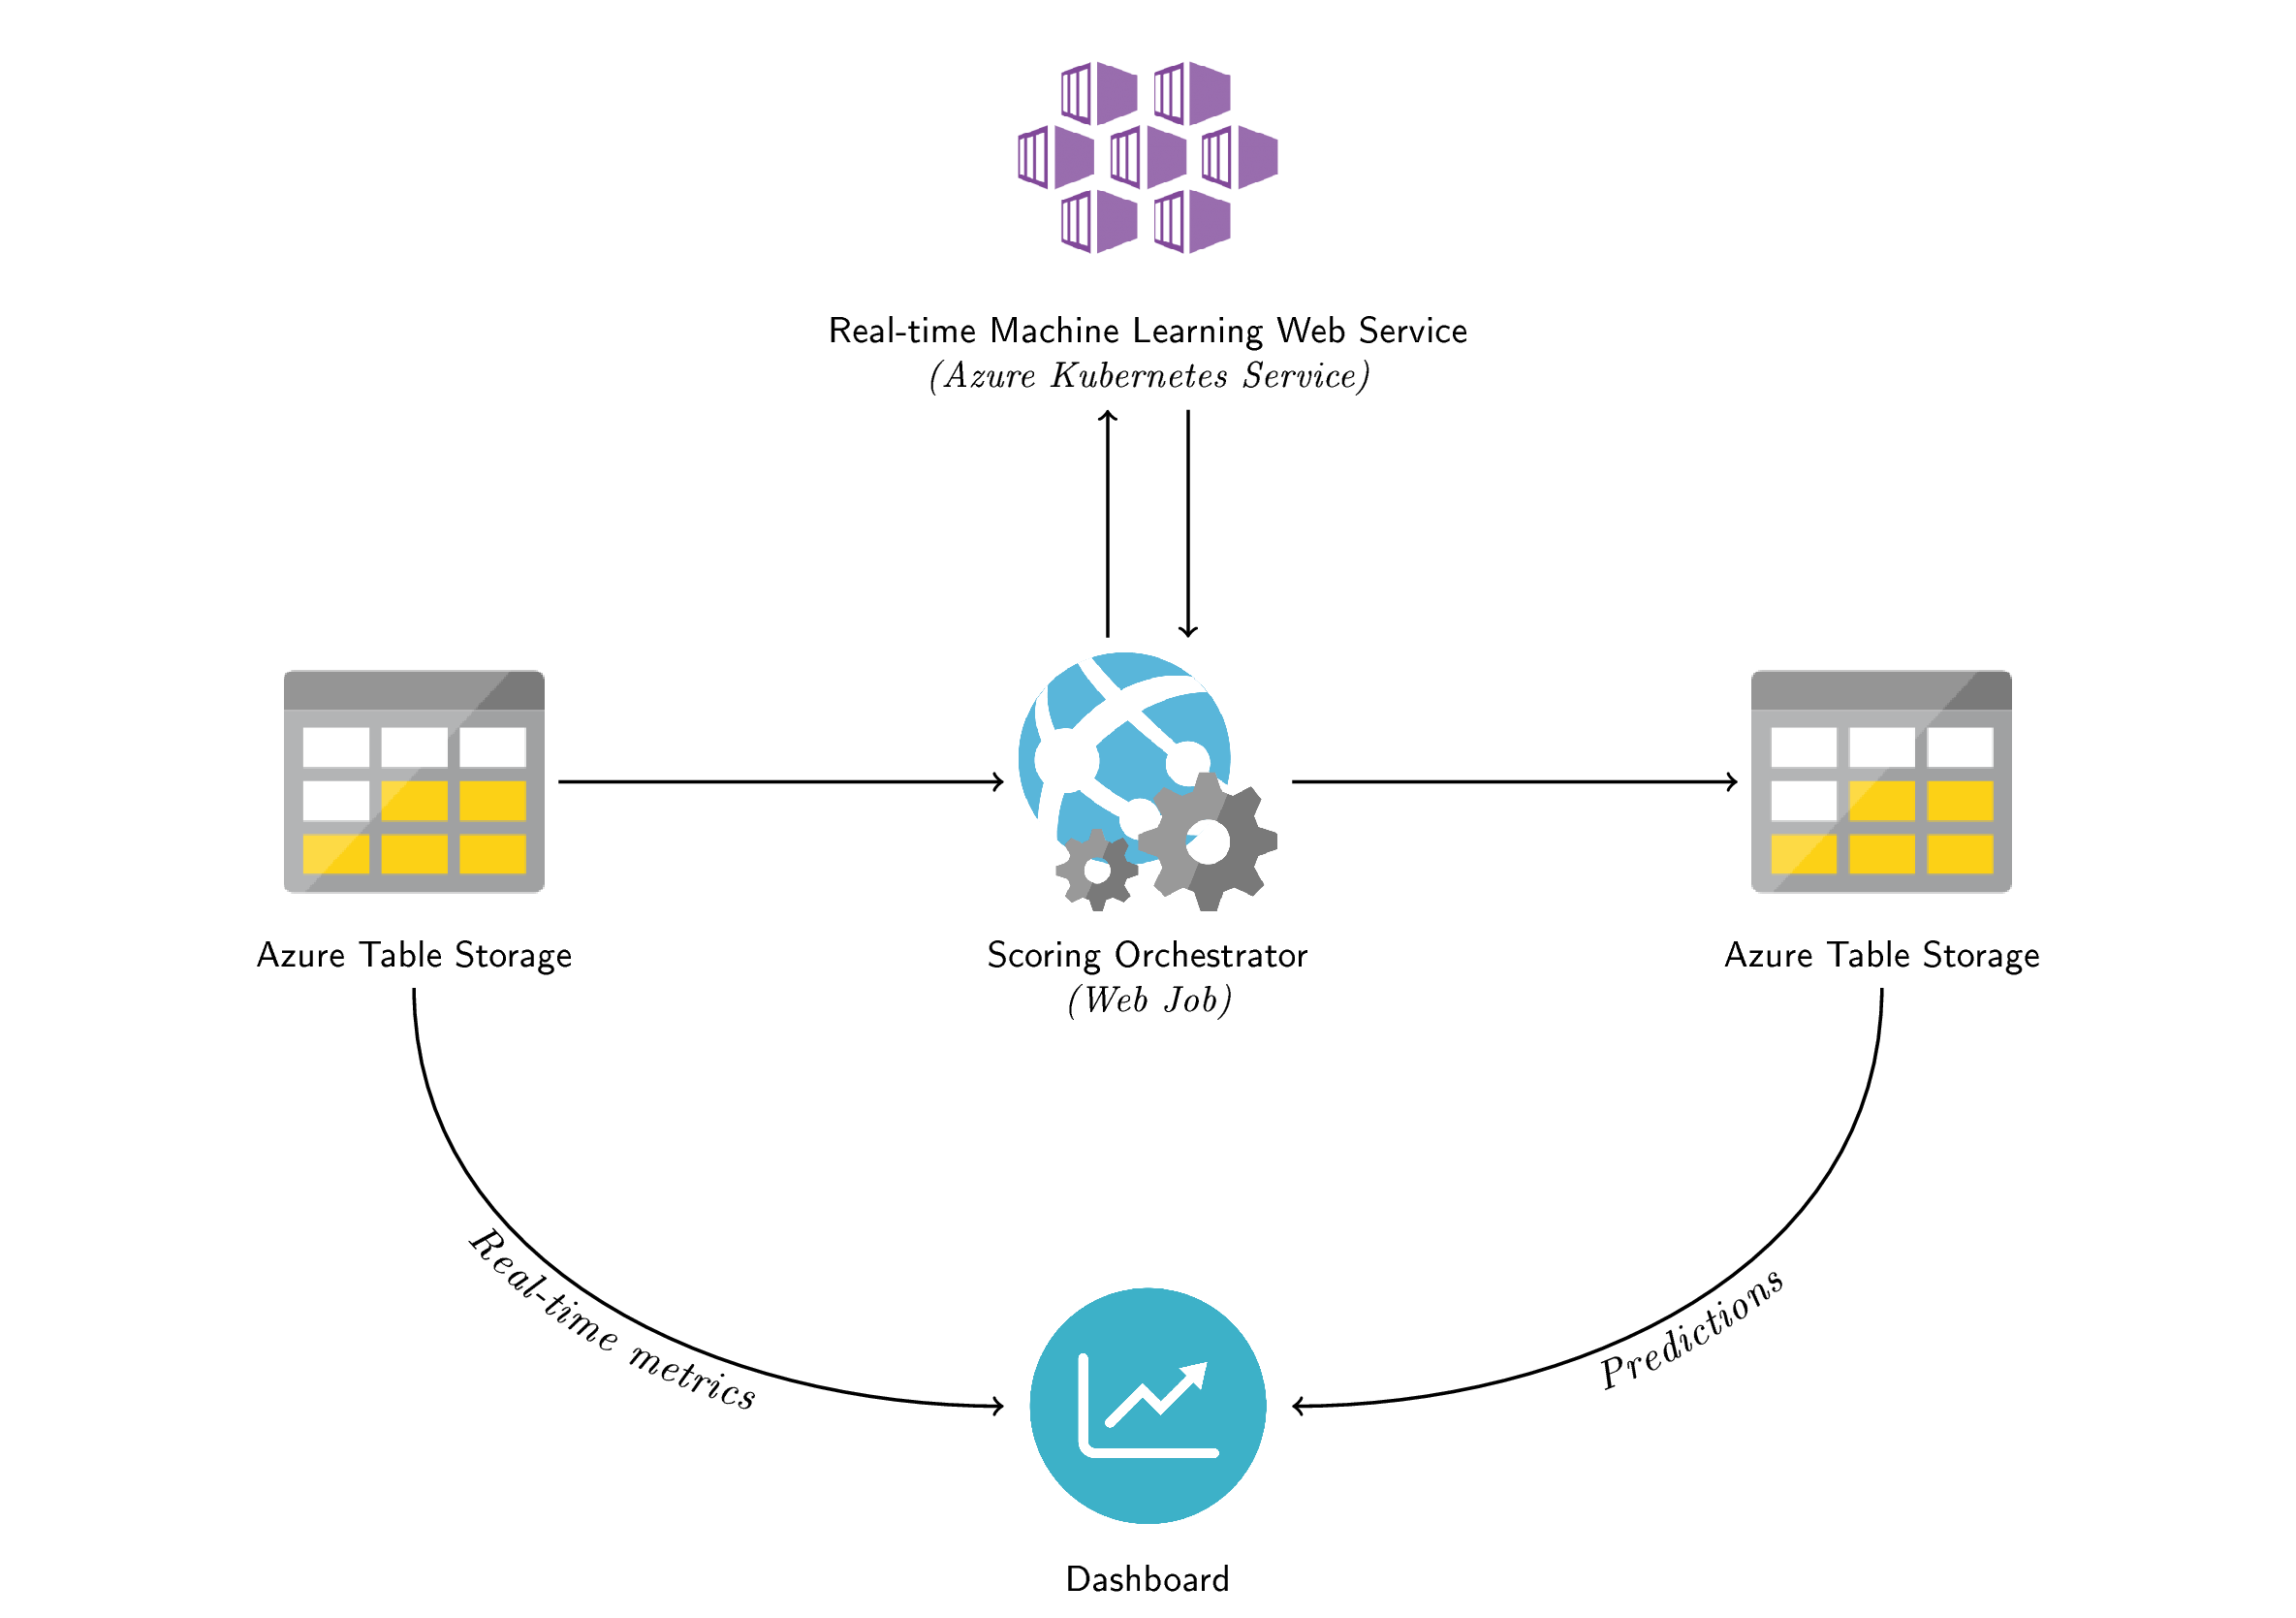 Real-time Machine Learning Web Service
(Azure Kubernetes Service)
Azure Table Storage
Scoring Orchestrator
(Web Job)
Azure Table Storage
Real-time metrics
Predictions
Dashboard